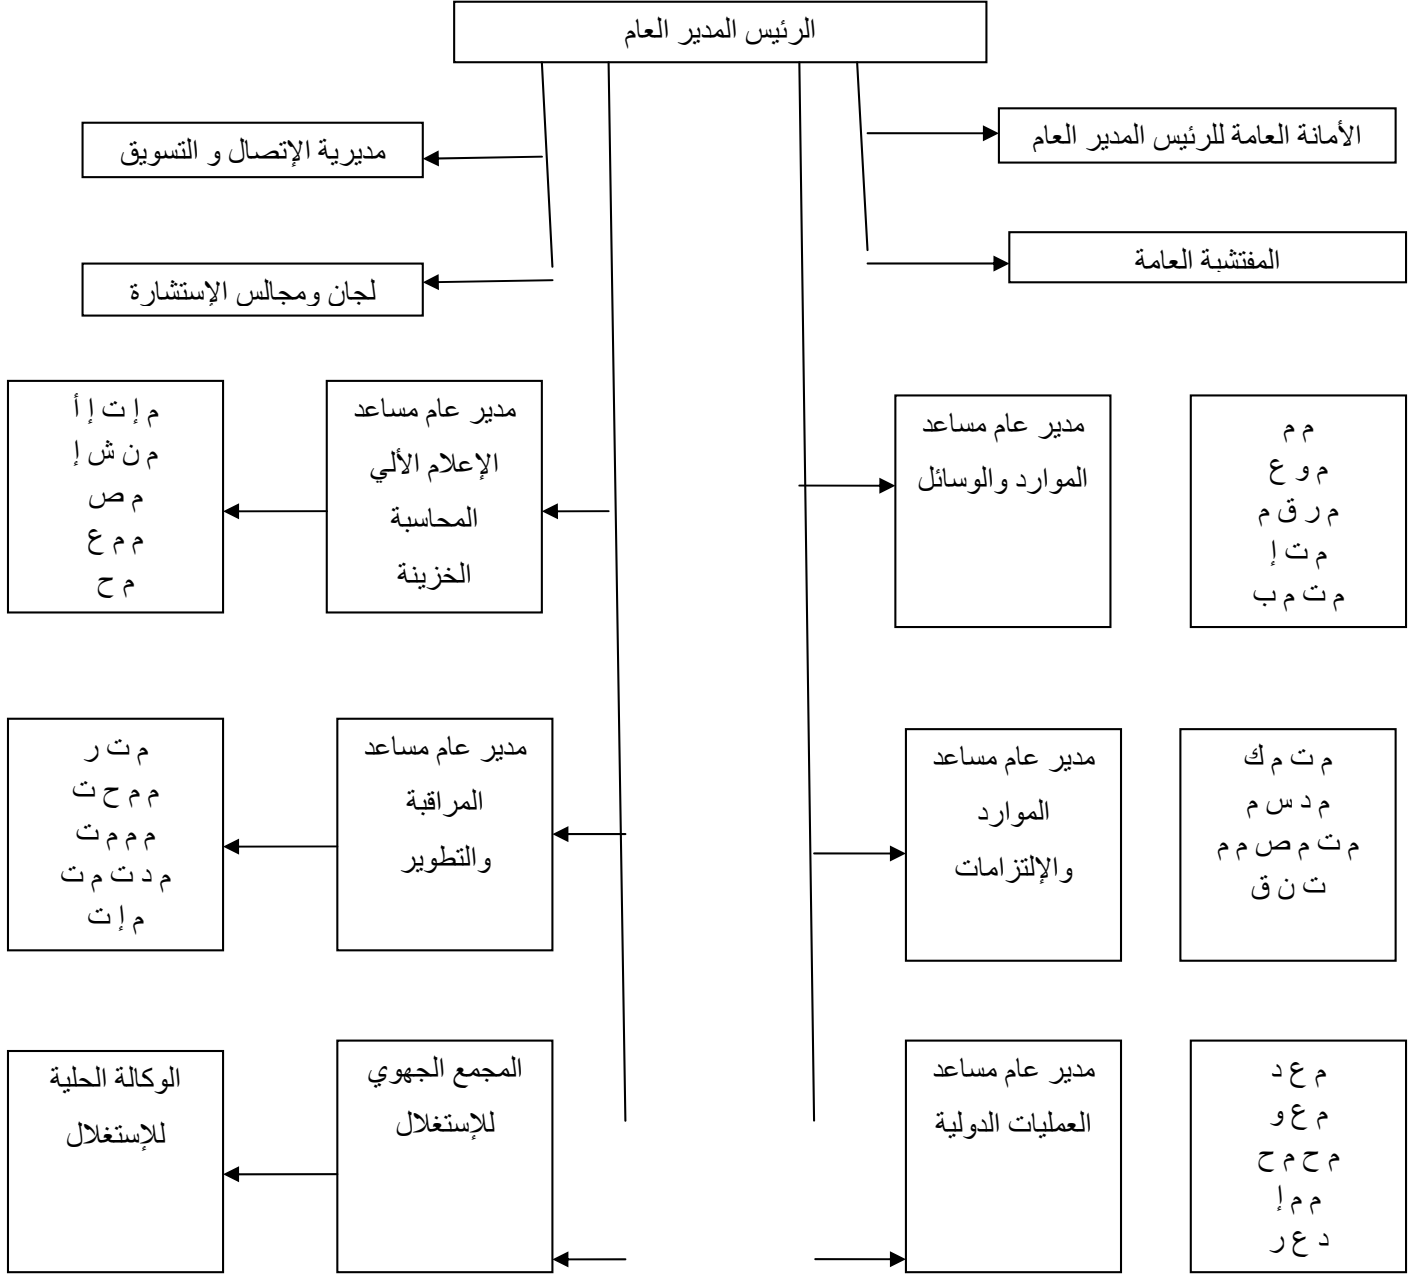 الرئيس المدير العام
الأمانة العامة للرئيس المدير العام
مديرية الإتصال و التسويق
المفتشية العامة
لجان ومجالس الإستشارة
م م
م و ع
م ر ق م
م ت إ
م ت م ب
مدير عام مساعد
الموارد والوسائل
مدير عام مساعد
الإعلام الألي
المحاسبة
الخزينة
م إ ت إ أ
م ن ش إ
م ص
م م ع
م ح
م ت م ك
م د س م
م ت م ص م م
ت ن ق
مدير عام مساعد
الموارد
والإلتزامات
مدير عام مساعد
المراقبة
والتطوير
م ت ر
م م ح ت
م م م ت
م د ت م ت
م إ ت
م ع د
م ع و
م ح م ح
م م إ
د ع ر
مدير عام مساعد
العمليات الدولية
المجمع الجهوي
للإستغلال
الوكالة الحلية
للإستغلال